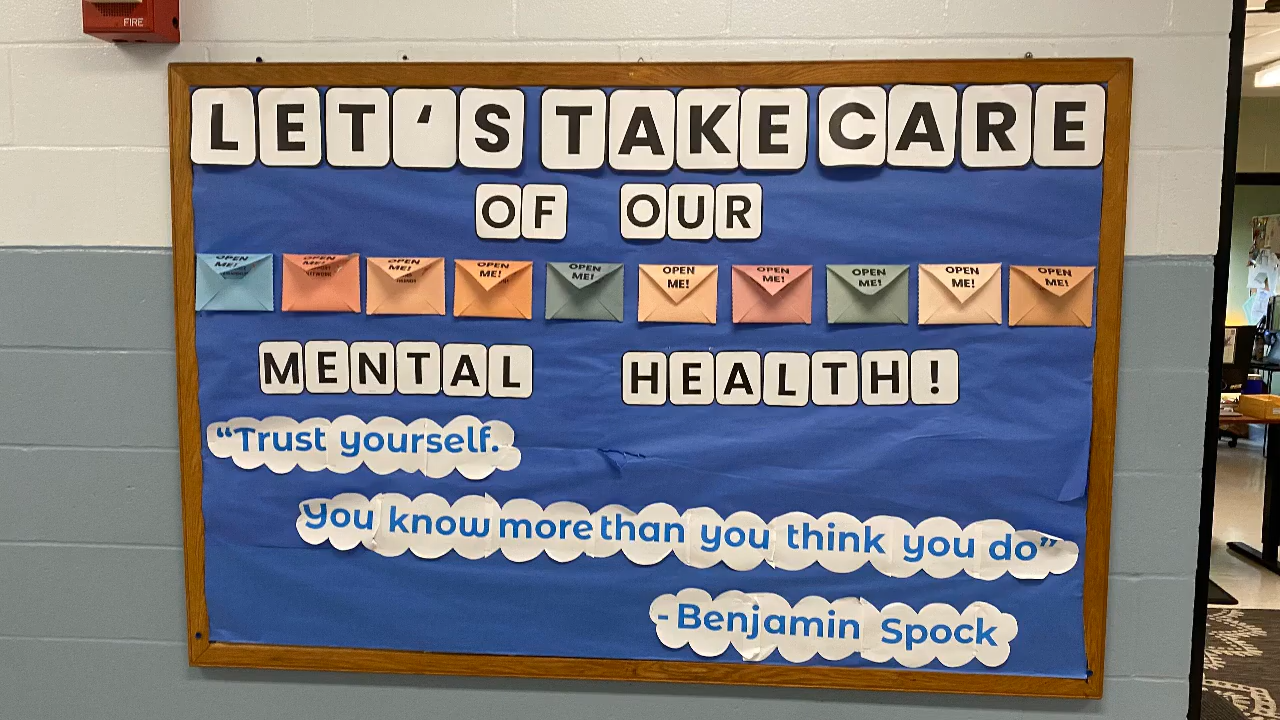 FIRE
LET'S TAKE CARE
OF OUR
OPEN ME! OPEN ME! OPEN ME! OPEN ME! OPEN ME! OPEN ME! OPEN ME! OPEN ME! OPEN ME! OPEN ME!
MENTAL HEALTH!
“Trust yourself.
You know more than you think you do”
- Benjamin Spock